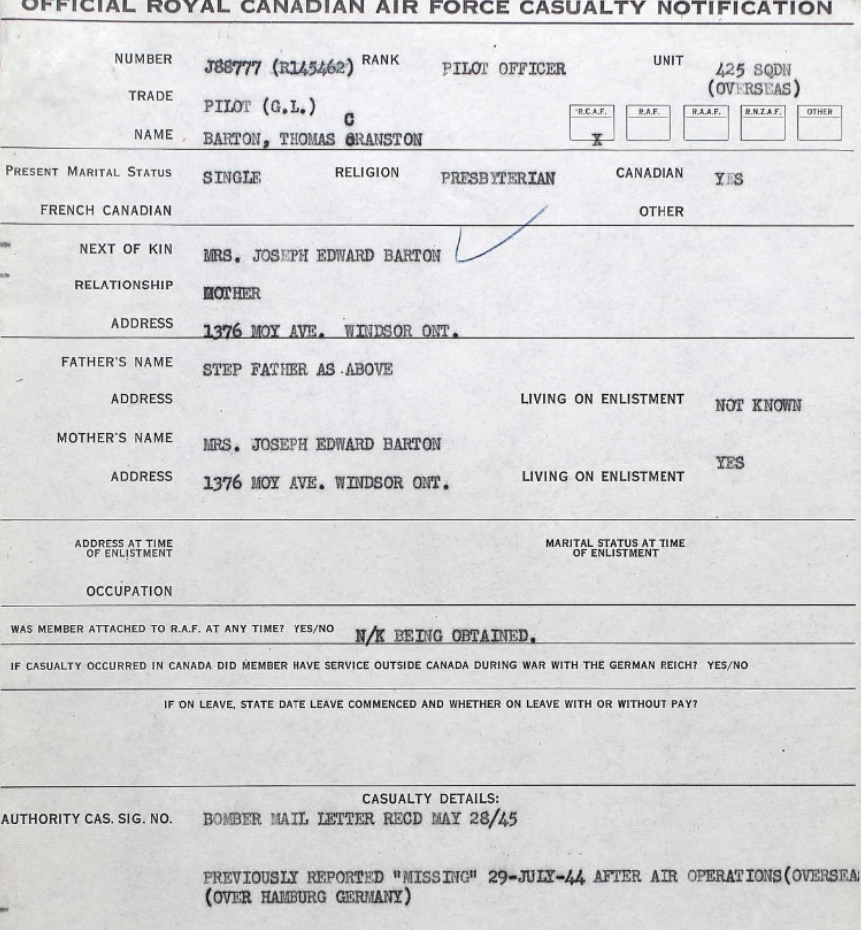 OFFICIAL ROYAL CANADIAN AIR FORCE CASUALTY NOTIFICATION
NUMBER J88777 (R145462) RANK PILOT OFFICER UNIT 425 SQDN
(OVERSEAS)
TRADE PILOT (G.L.)
R.C.A.F. R.A.F. R.A.A.F. R.N.Z.A.F. OTHER
C
NAME BARTON, THOMAS GRANSTON X
PRESENT MARITAL STATUS SINGLE RELIGION PRESBYTERIAN CANADIAN YES
FRENCH CANADIAN OTHER
NEXT OF KIN MRS. JOSEPH EDWARD BARTON
RELATIONSHIP MOTHER
ADDRESS 1376 MOY AVE. WINDSOR ONT.
FATHER'S NAME STEP FATHER AS ABOVE
ADDRESS LIVING ON ENLISTMENT NOT KNOWN
MOTHER'S NAME MRS. JOSEPH EDWARD BARTON
ADDRESS 1376 MOY AVE. WINDSOR ONT. LIVING ON ENLISTMENT YES
ADDRESS AT TIME OF ENLISTMENT MARITAL STATUS AT TIME OF ENLISTMENT
OCCUPATION
WAS MEMBER ATTACHED TO R.A.F. AT ANY TIME? YES/NO N/K BEING OBTAINED.
IF CASUALTY OCCURRED IN CANADA DID MEMBER HAVE SERVICE OUTSIDE CANADA DURING WAR WITH THE GERMAN REICH? YES/NO
IF ON LEAVE, STATE DATE LEAVE COMMENCED AND WHETHER ON LEAVE WITH OR WITHOUT PAY?
CASUALTY DETAILS:
AUTHORITY CAS. SIG. NO. BOMBER MAIL LETTER RECD MAY 28/45
PREVIOUSLY REPORTED "MISSING" 29-JULY-44 AFTER AIR OPERATIONS(OVERSEA
(OVER HAMBURG GERMANY)